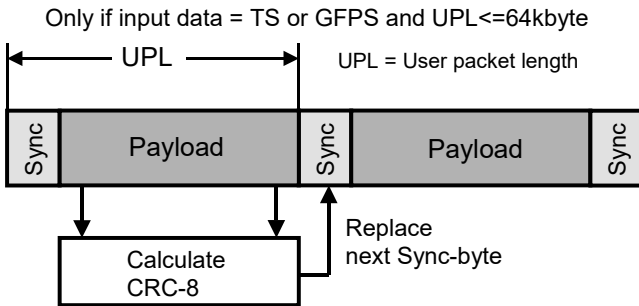 Only if input data = TS or GFPS and UPL<=64kbyte
UPL
UPL = User packet length
Sync
Payload
Sync
Payload
Sync
Replace
next Sync-byte
Calculate
CRC-8